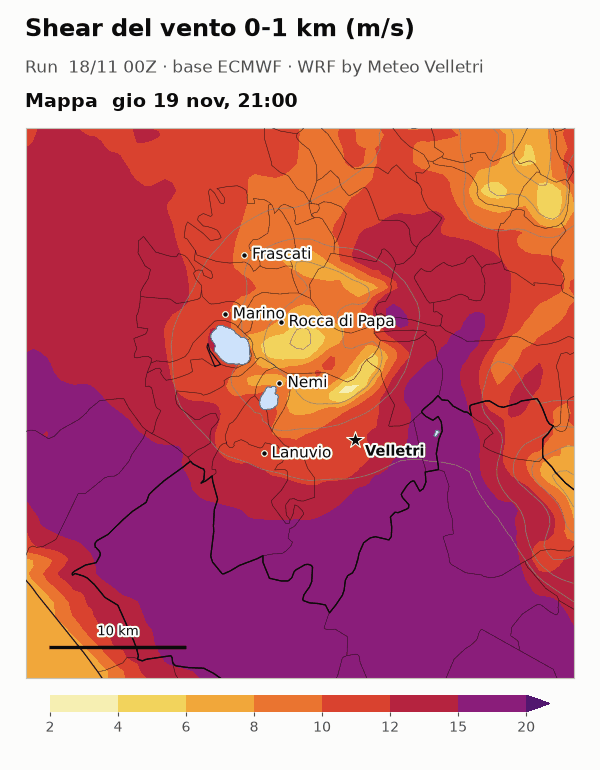 Shear del vento 0-1 km (m/s)
Run  18/11 00Z · base ECMWF · WRF by Meteo Velletri
Mappa  gio 19 nov, 21:00
Frascati
Marino
Rocca di Papa
Nemi
Lanuvio
Velletri
10 km
2 4 6 8 10 12 15 20